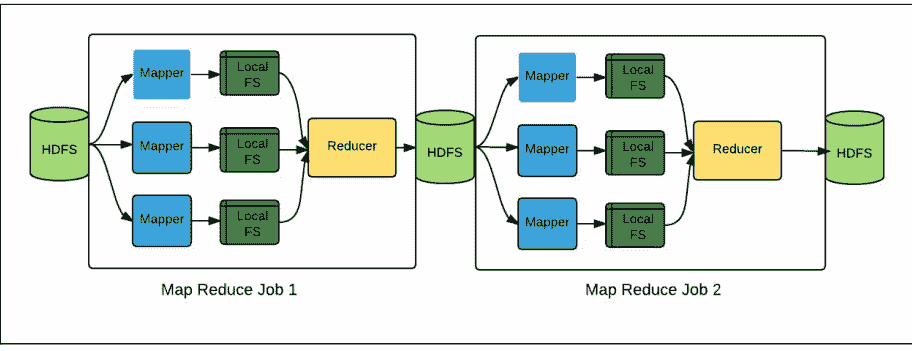 Mapper
Local
FS
HDFS
Mapper
Local
FS
Reducer
Mapper
Local
FS
Map Reduce Job 1
HDFS
Mapper
Local
FS
Mapper
Local
FS
Reducer
Mapper
Local
FS
HDFS
Map Reduce Job 2